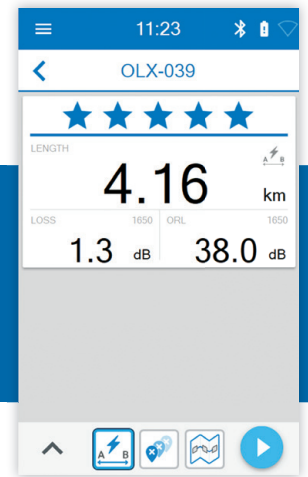 11:23
OLX-039
LENGTH
A B
4.16 km
LOSS 1650 ORL 1650
1.3 dB 38.0 dB
A B